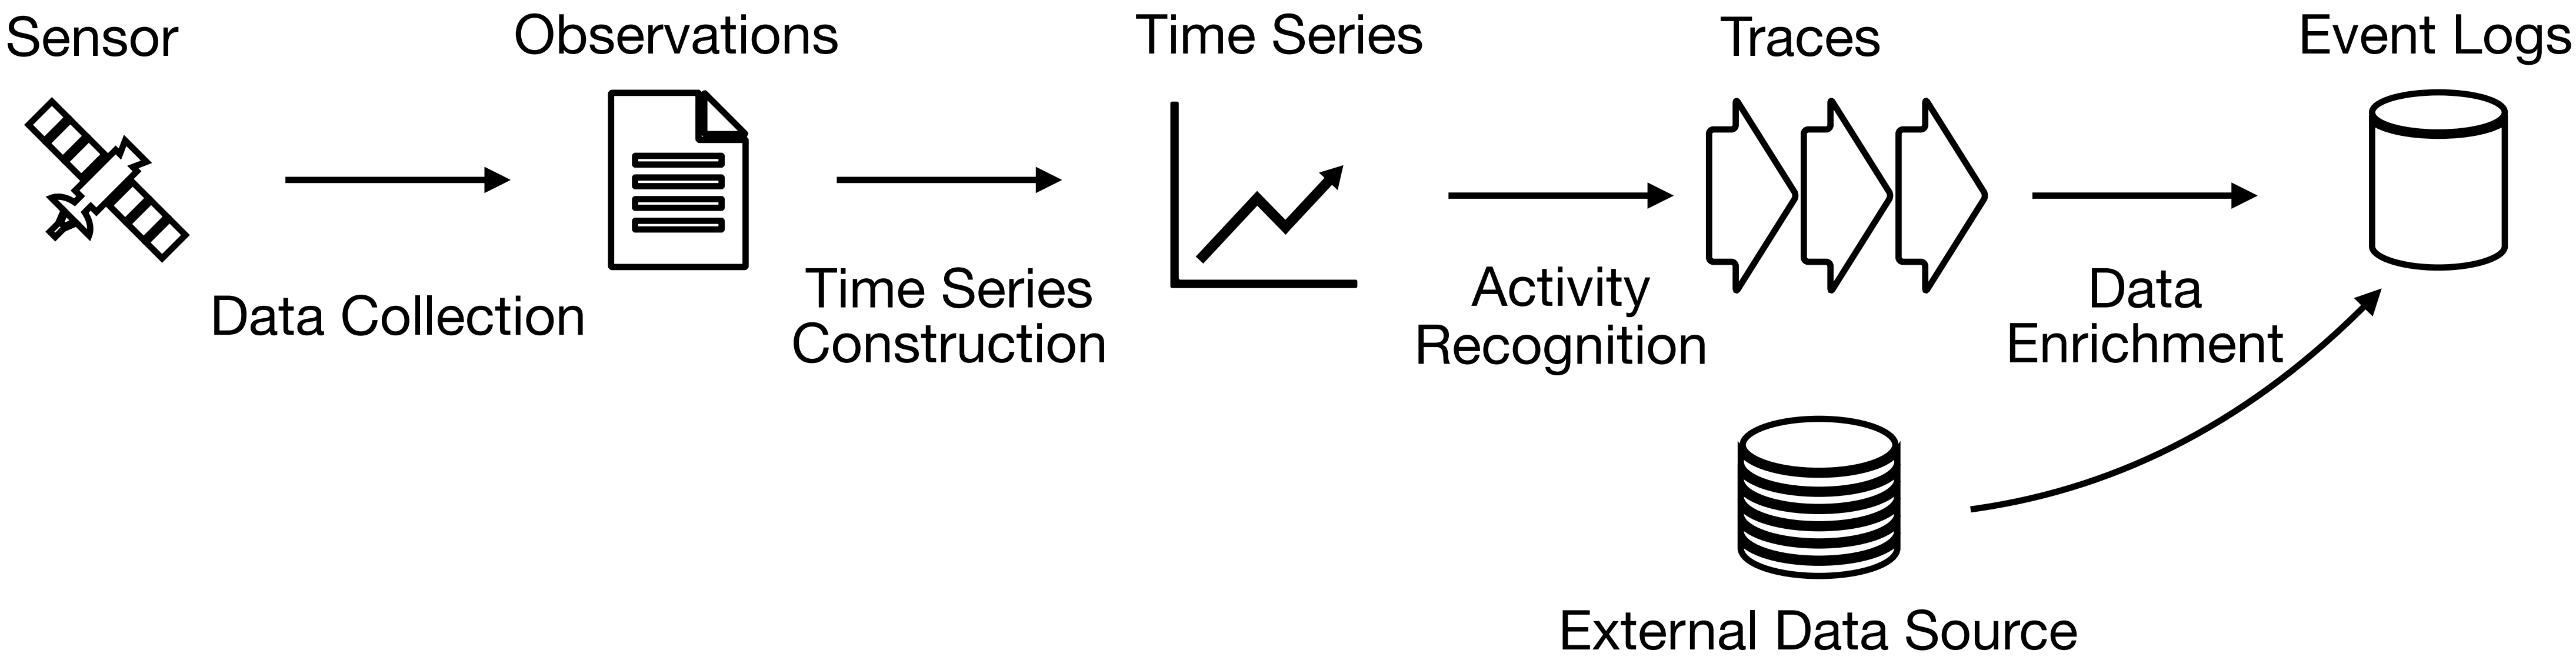 Sensor
Observations
Time Series
Traces
Event Logs
Data Collection
Time Series
Construction
Activity
Recognition
Data
Enrichment
External Data Source